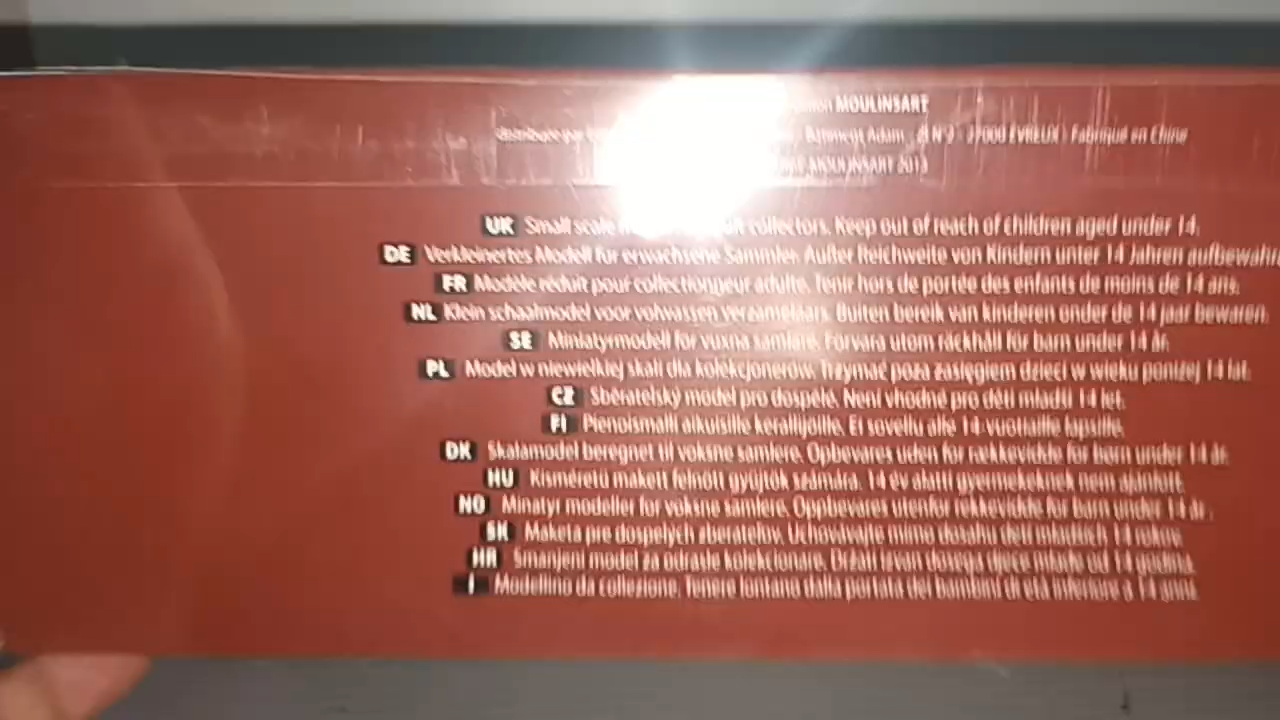 MOULINSART
distribuée par Bâtiment Adam - N°2 - 27000 ÉVREUX - Fabriqué en Chine
MOULINSART 2013
UK Small scale collectors. Keep out of reach of children aged under 14.
DE Verkleinertes Modell für erwachsene Sammler. Außer Reichweite von Kindern unter 14 Jahren
FR Modèle réduit pour collectionneur adulte. Tenir hors de portée des enfants de moins de 14 ans.
NL Klein schaalmodel voor volwassen verzamelaars. Buiten bereik van kinderen onder de 14 jaar bewaren.
SE Miniatyrmodell för vuxna samlare. Förvara utom räckhåll för barn under 14 år.
PL Model w niewielkiej skali dla kolekcjonerów. Trzymać poza zasięgiem dzieci w wieku poniżej 14 lat.
CZ Sběratelský model pro dospělé. Není vhodné pro děti mladší 14 let.
FI Pienoismalli aikuisille keräilijöille. Ei sovellu alle 14-vuotiaille lapsille.
DK Skalamodel beregnet til voksne samlere. Opbevares uden for rækkevidde for børn under 14 år.
HU Kisméretű makett felnőtt gyűjtők számára. 14 év alatti gyermekeknek nem ajánlott.
NO Minatyr modeller for voksne samlere. Oppbevares utenfor rekkevidde for barn under 14 år.
SK Maketa pre dospelých zberateľov. Uchovávajte mimo dosahu detí mladších 14 rokov.
HR Smanjeni model za odrasle kolekcionare. Držati izvan dosega djece mlađe od 14 godina.
I Modellino da collezione. Tenere lontano dalla portata dei bambini di età inferiore a 14 anni.